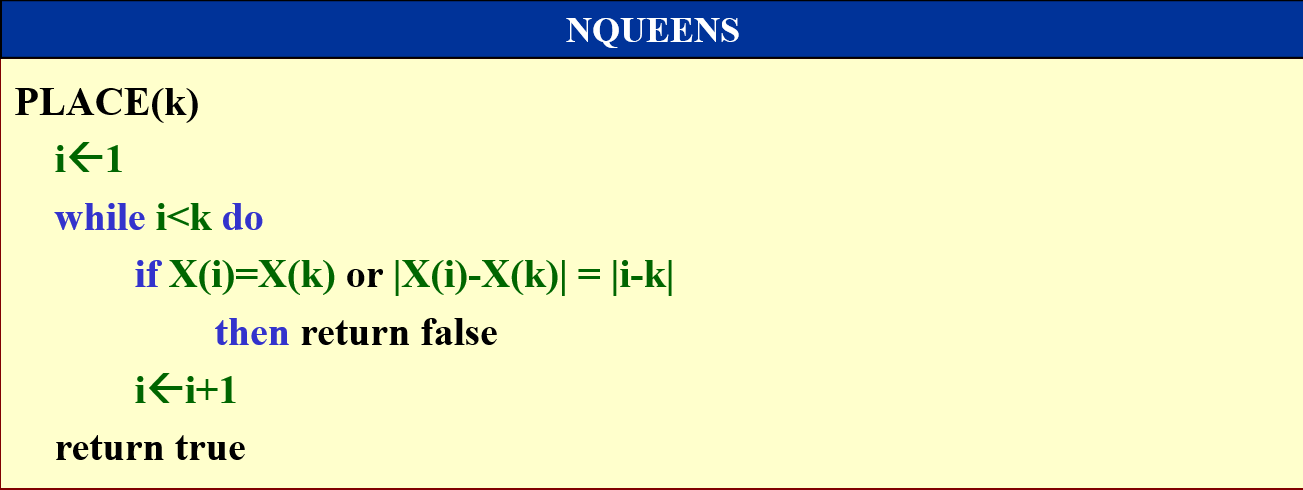 NQUEENS
PLACE(k)
i←1
while i<k do
if X(i)=X(k) or |X(i)-X(k)| = |i-k|
then return false
i←i+1
return true